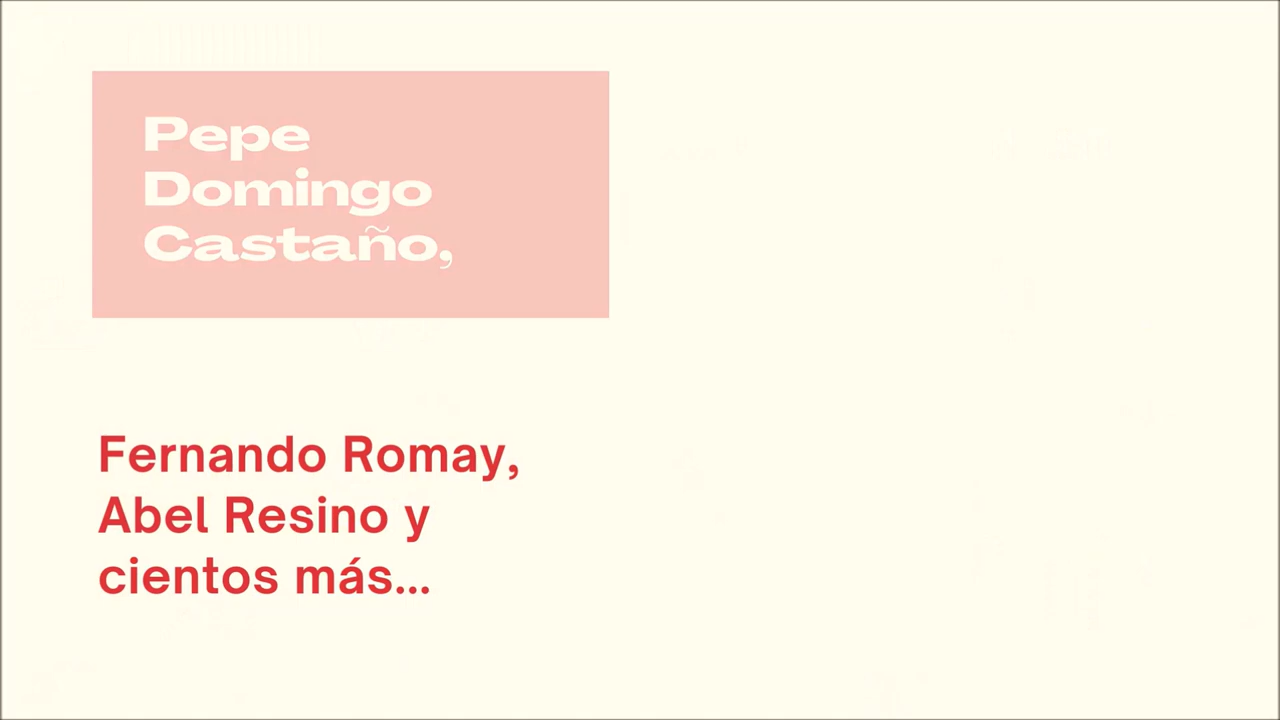 Pepe
Domingo
Castaño,
Fernando Romay,
Abel Resino y
cientos más...